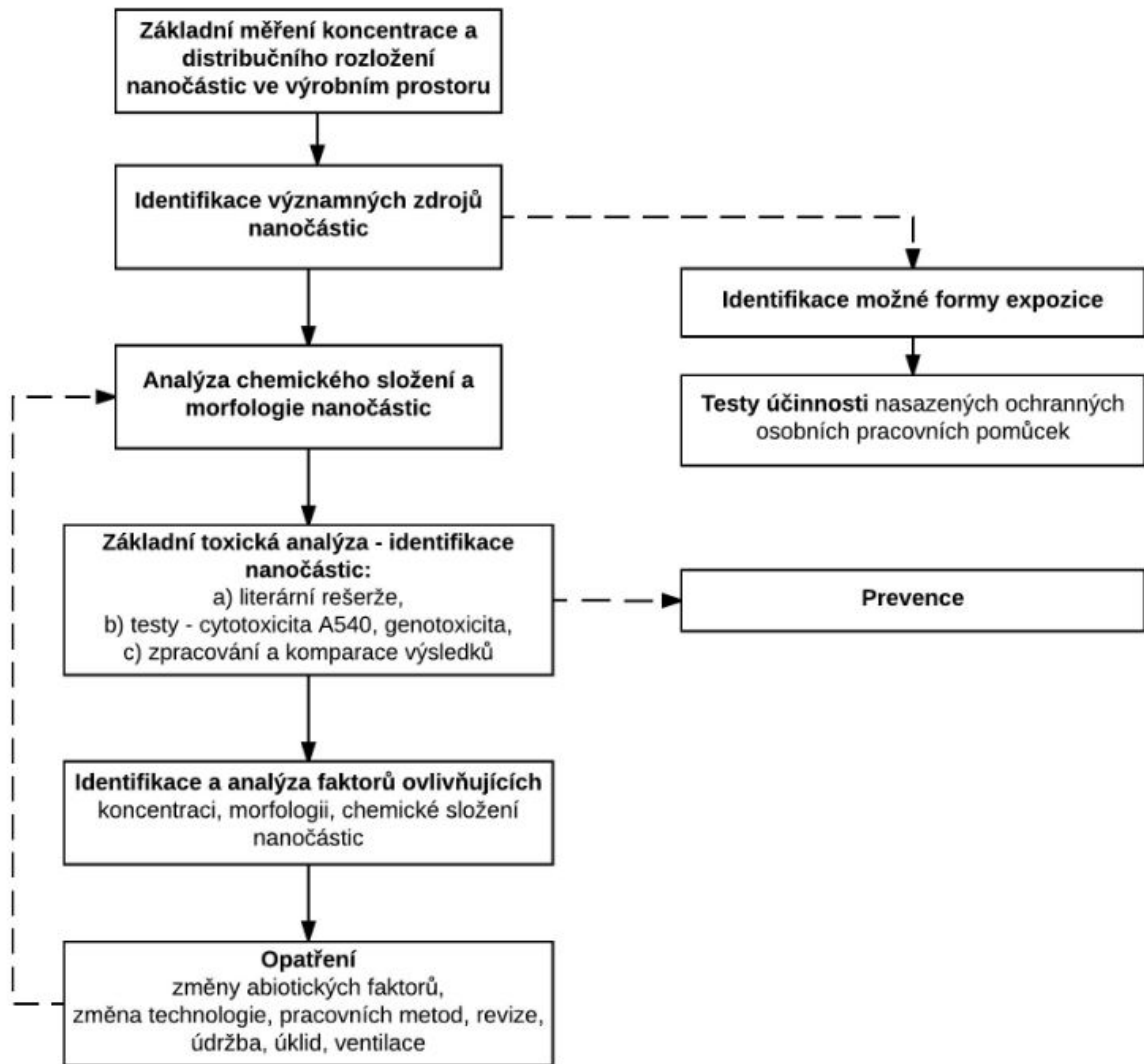 Základní měření koncentrace a
distribučního rozložení
nanočástic ve výrobním prostoru
Identifikace významných zdrojů
nanočástic
Identifikace možné formy expozice
Analýza chemického složení a
morfologie nanočástic
Testy účinnosti nasazených ochranných
osobních pracovních pomůcek
Základní toxická analýza - identifikace
nanočástic:
a) literární rešerže,
b) testy - cytotoxicita A540, genotoxicita,
c) zpracování a komparace výsledků
Prevence
Identifikace a analýza faktorů ovlivňujících
koncentraci, morfologii, chemické složení
nanočástic
Opatření
změny abiotických faktorů,
změna technologie, pracovních metod, revize,
údržba, úklid, ventilace